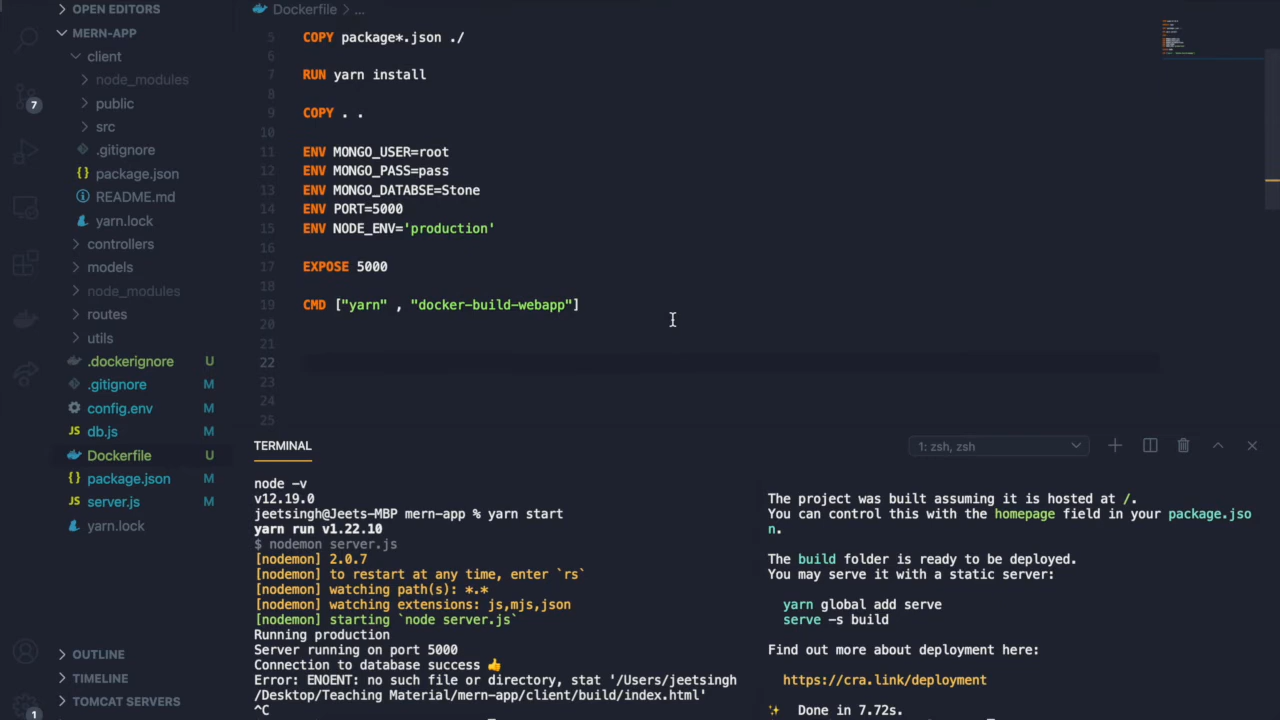 OPEN EDITORS
MERN-APP
client
node_modules
public
src
.gitignore
{} package.json
README.md
yarn.lock
controllers
models
node_modules
routes
utils
.dockerignore U
.gitignore M
config.env M
JS db.js M
Dockerfile U
{} package.json M
JS server.js M
yarn.lock
OUTLINE
TIMELINE
TOMCAT SERVERS
7
1
Dockerfile > ...
5 COPY package*.json ./
6
7 RUN yarn install
8
9 COPY . .
10
11 ENV MONGO_USER=root
12 ENV MONGO_PASS=pass
13 ENV MONGO_DATABSE=Stone
14 ENV PORT=5000
15 ENV NODE_ENV='production'
16
17 EXPOSE 5000
18
19 CMD ["yarn" , "docker-build-webapp"]
20
21
22
23
24
25
TERMINAL
1: zsh, zsh
node -v
v12.19.0
jeetsingh@Jeets-MBP mern-app % yarn start
yarn run v1.22.10
$ nodemon server.js
[nodemon] 2.0.7
[nodemon] to restart at any time, enter `rs`
[nodemon] watching path(s): *.*
[nodemon] watching extensions: js,mjs,json
[nodemon] starting `node server.js`
Running production
Server running on port 5000
Connection to database success 👍
Error: ENOENT: no such file or directory, stat '/Users/jeetsingh
/Desktop/Teaching Material/mern-app/client/build/index.html'
^C
The project was built assuming it is hosted at /.
You can control this with the homepage field in your package.jso
n.
The build folder is ready to be deployed.
You may serve it with a static server:
yarn global add serve
serve -s build
Find out more about deployment here:
https://cra.link/deployment
✨ Done in 7.72s.